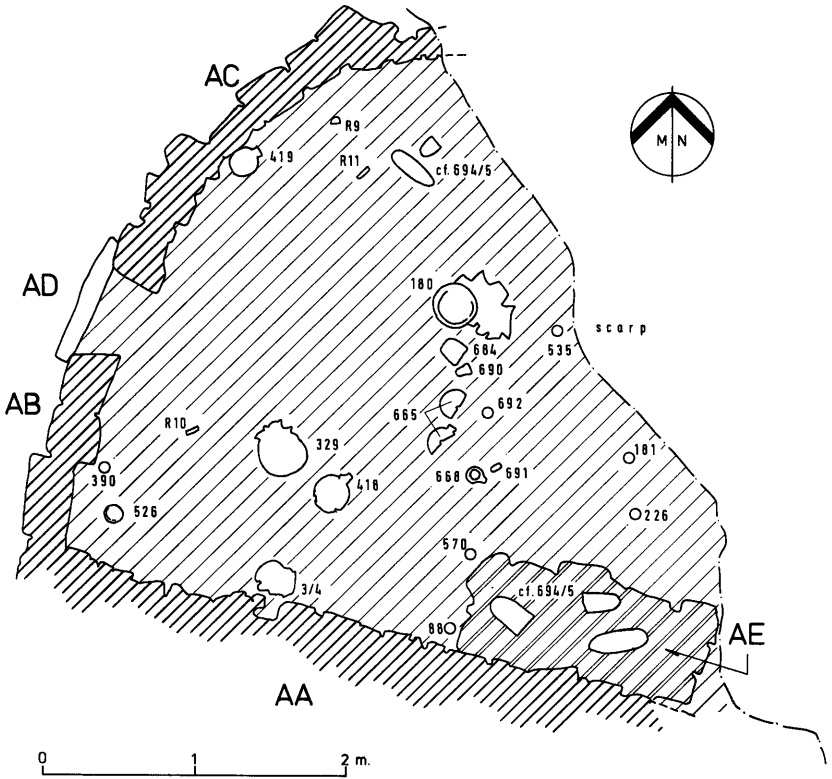 AC
R9
419
R11
cf. 694/5
M N
AD
180
scarp
535
684
690
AB
665
692
R10
329
181
390
418
668
691
526
226
570
cf. 694/5
3/4
88
AE
AA
0 1 2 m.